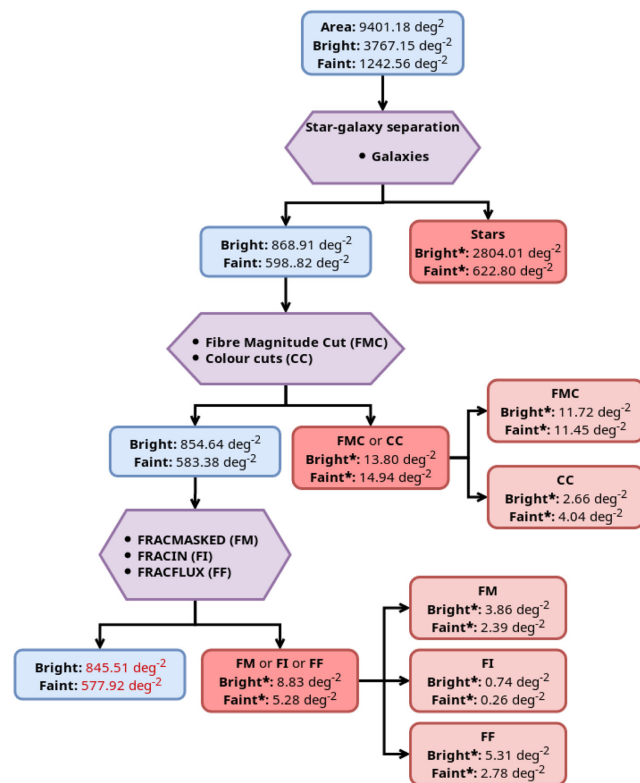 Area: 9401.18 deg²
Bright: 3767.15 deg⁻²
Faint: 1242.56 deg⁻²
Star-galaxy separation
• Galaxies
Bright: 868.91 deg⁻²
Faint: 598..82 deg⁻²
Stars
Bright*: 2804.01 deg⁻²
Faint*: 622.80 deg⁻²
• Fibre Magnitude Cut (FMC)
• Colour cuts (CC)
Bright: 854.64 deg⁻²
Faint: 583.38 deg⁻²
FMC or CC
Bright*: 13.80 deg⁻²
Faint*: 14.94 deg⁻²
FMC
Bright*: 11.72 deg⁻²
Faint*: 11.45 deg⁻²
CC
Bright*: 2.66 deg⁻²
Faint*: 4.04 deg⁻²
• FRACMASKED (FM)
• FRACIN (FI)
• FRACFLUX (FF)
Bright: 845.51 deg⁻²
Faint: 577.92 deg⁻²
FM or FI or FF
Bright*: 8.83 deg⁻²
Faint*: 5.28 deg⁻²
FM
Bright*: 3.86 deg⁻²
Faint*: 2.39 deg⁻²
FI
Bright*: 0.74 deg⁻²
Faint*: 0.26 deg⁻²
FF
Bright*: 5.31 deg⁻²
Faint*: 2.78 deg⁻²